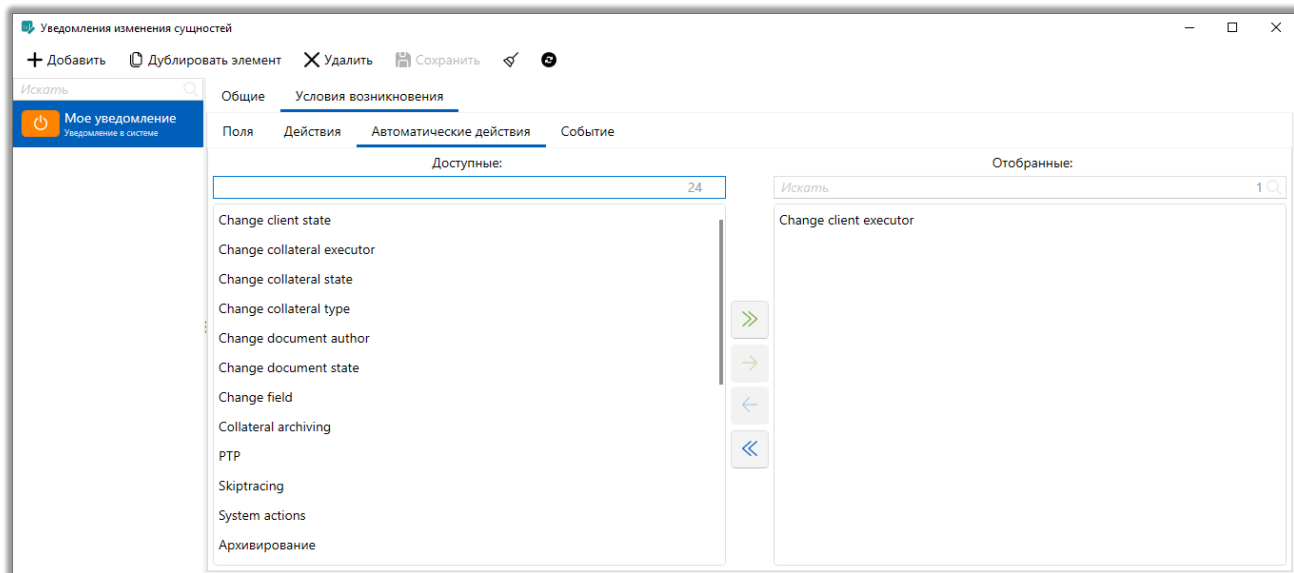 Уведомления изменения сущностей
Добавить Дублировать элемент Удалить Сохранить
Искать
Общие Условия возникновения
Мое уведомление
Уведомление в системе
Поля Действия Автоматические действия Событие
Доступные: Отобранные:
24 Искать 1
Change client state
Change client executor
Change collateral executor
Change collateral state
Change collateral type
Change document author
Change document state
Change field
Collateral archiving
PTP
Skiptracing
System actions
Архивирование